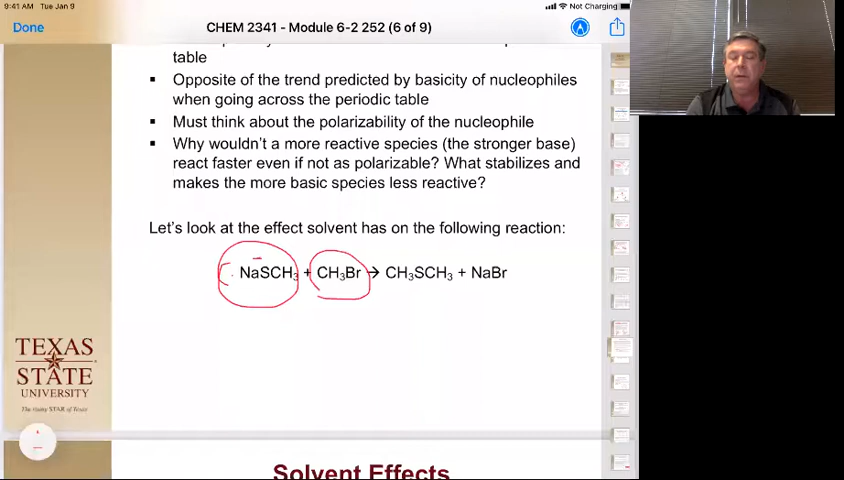 9:41 AM Tue Jan 9
Not Charging
Done
CHEM 2341 - Module 6-2 252 (6 of 9)
table
▪ Opposite of the trend predicted by basicity of nucleophiles
when going across the periodic table
▪ Must think about the polarizability of the nucleophile
▪ Why wouldn't a more reactive species (the stronger base)
react faster even if not as polarizable? What stabilizes and
makes the more basic species less reactive?
Let's look at the effect solvent has on the following reaction:
NaSCH₃ + CH₃Br → CH₃SCH₃ + NaBr
TEXAS
STATE
UNIVERSITY
The rising STAR of Texas
Solvent Effects